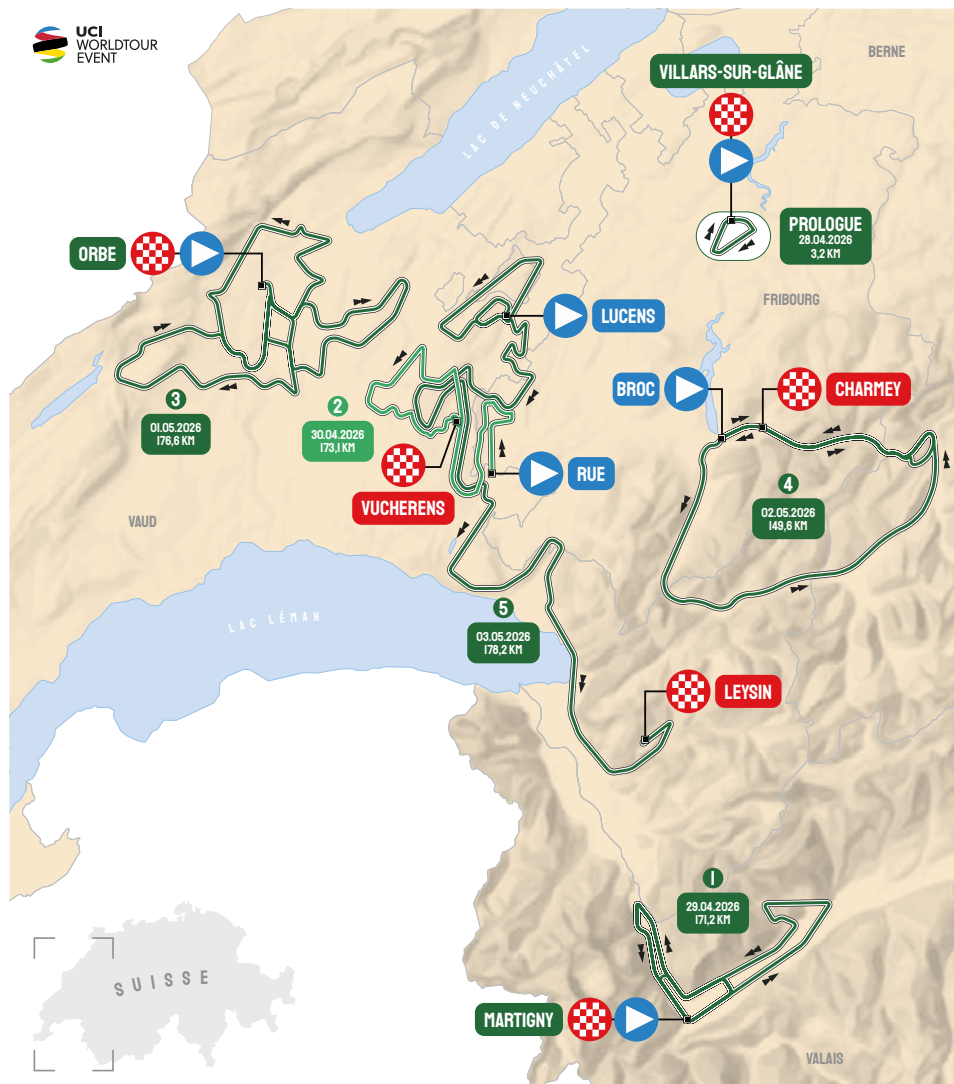 UCI
WORLDTOUR
EVENT
BERNE
LAC DE NEUCHÂTEL
VILLARS-SUR-GLÂNE
PROLOGUE
28.04.2026
3,2 KM
ORBE
FRIBOURG
LUCENS
BROC
CHARMEY
3
01.05.2026
176,6 KM
2
30.04.2026
173,1 KM
VUCHERENS
RUE
4
02.05.2026
149,6 KM
VAUD
LAC LÉMAN
5
03.05.2026
178,2 KM
LEYSIN
1
29.04.2026
171,2 KM
SUISSE
MARTIGNY
VALAIS